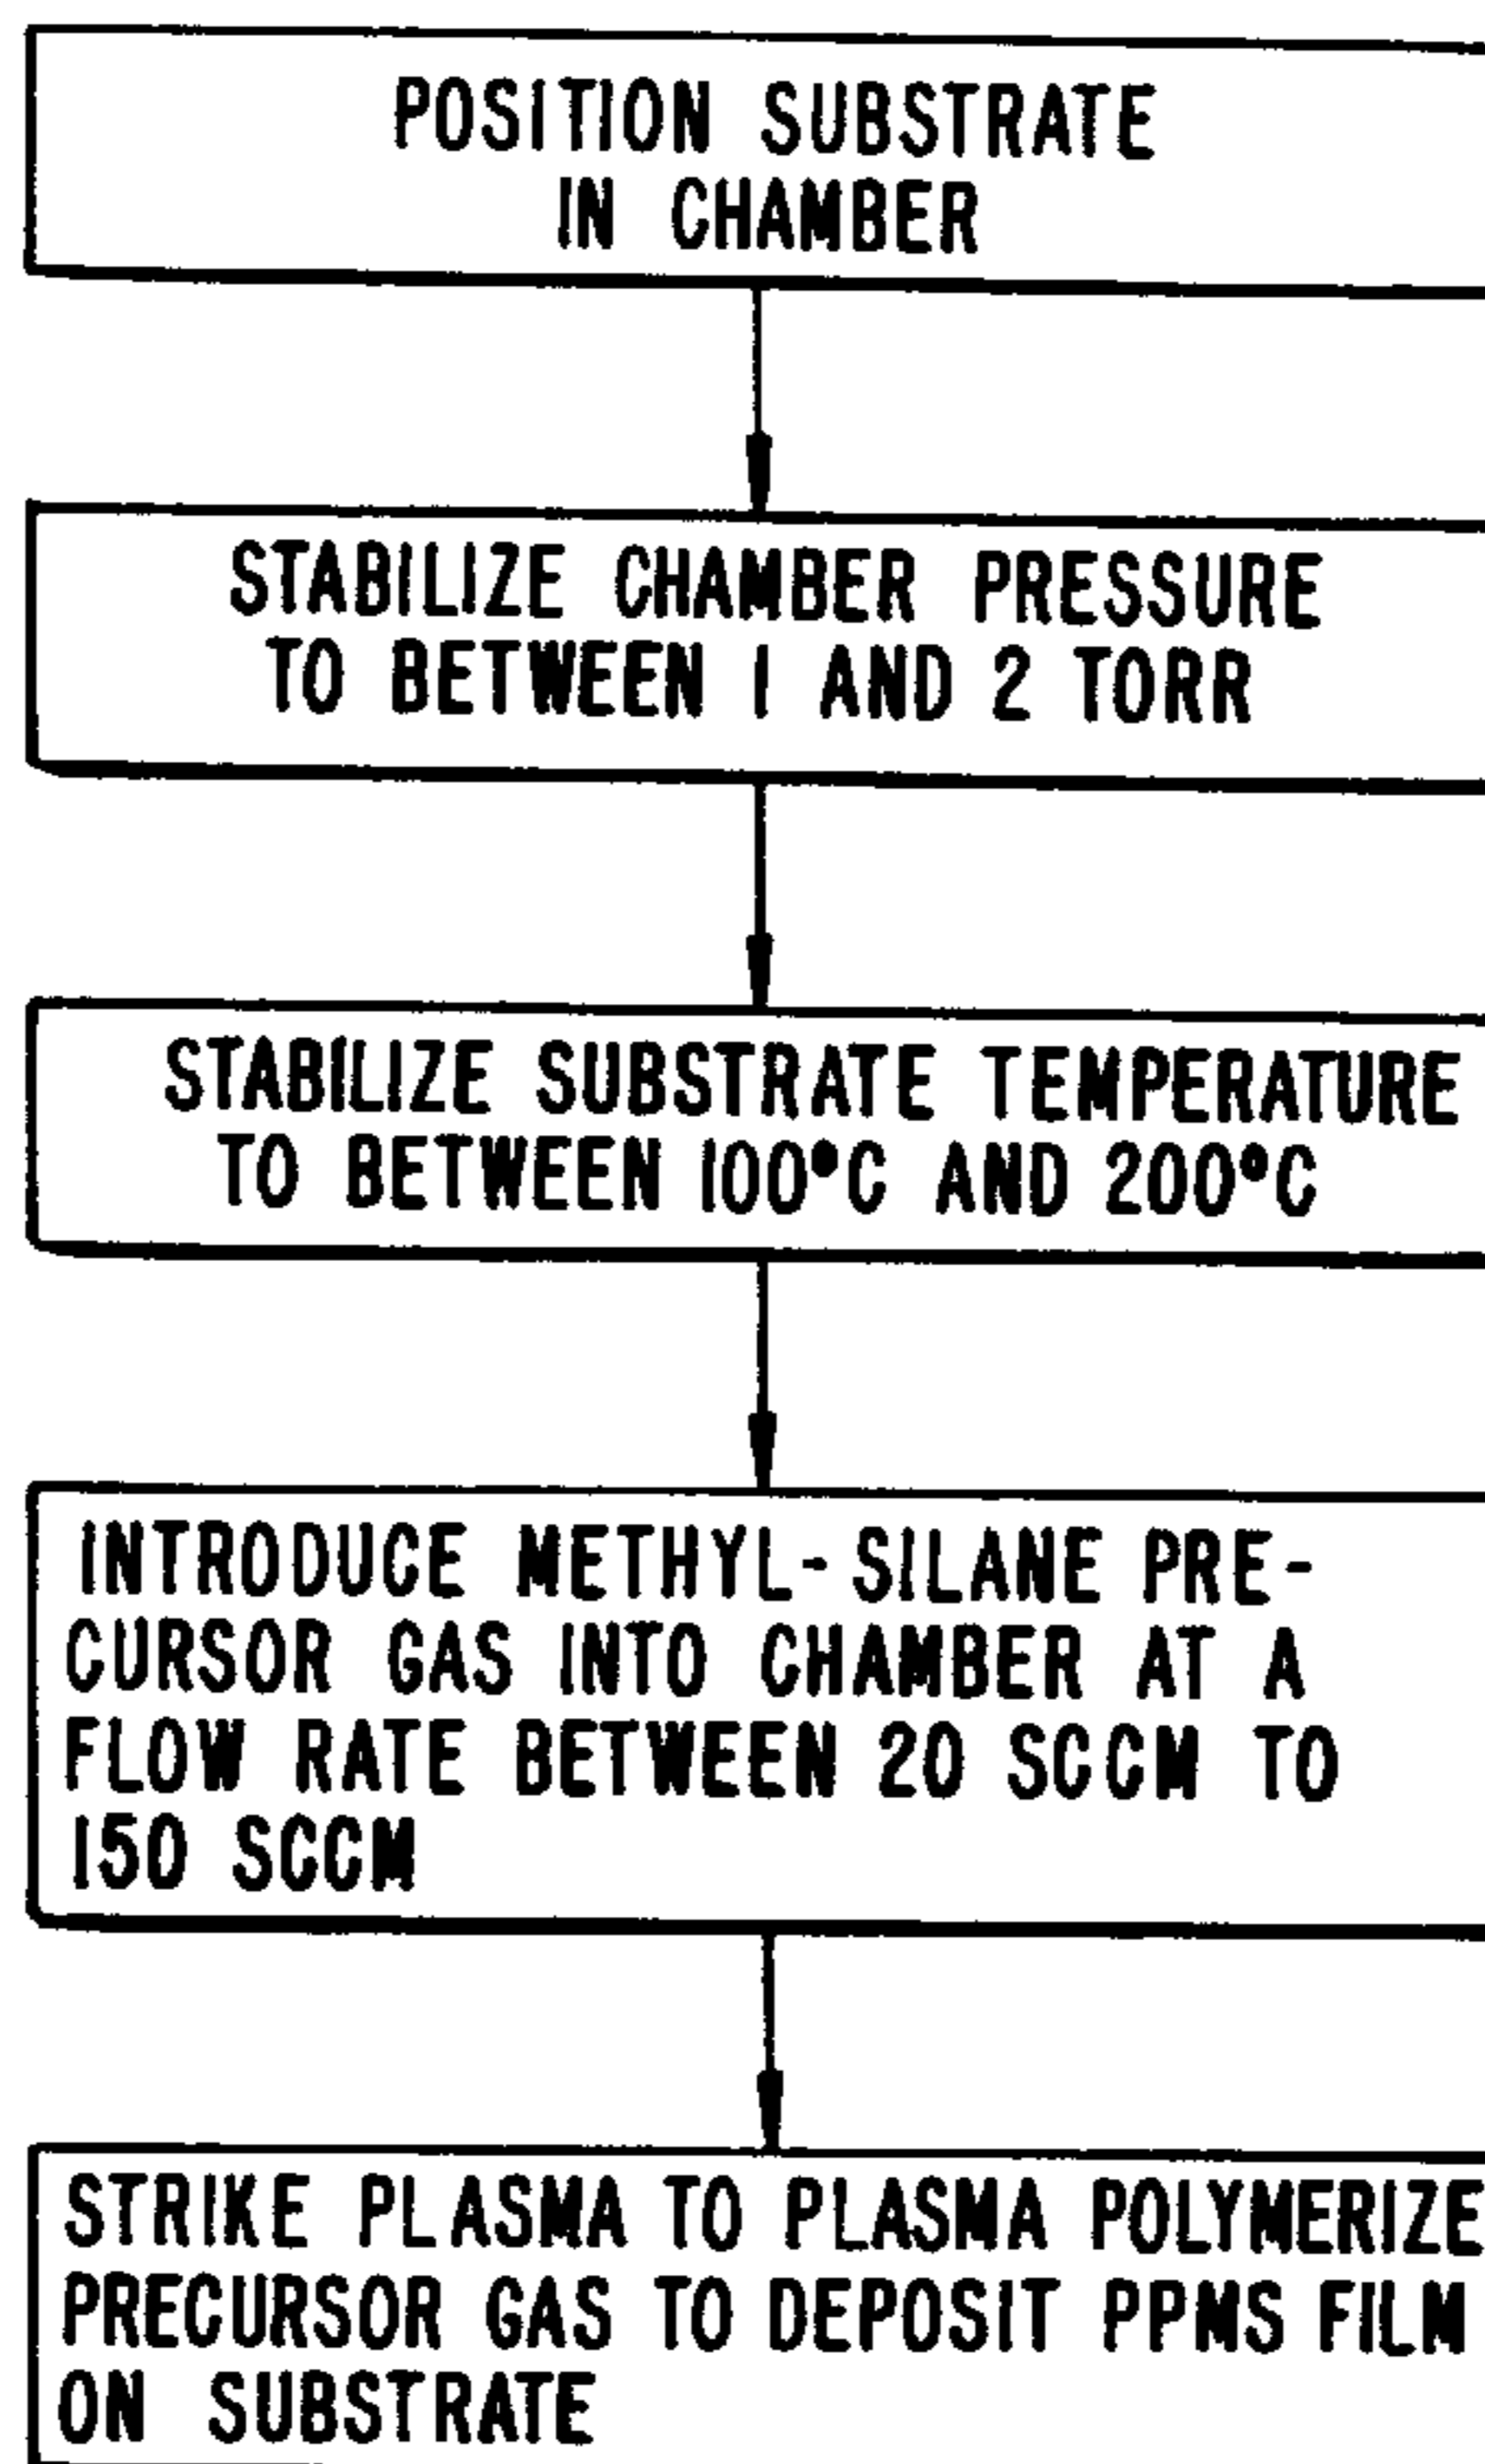 POSITION SUBSTRATE
IN CHAMBER
STABILIZE CHAMBER PRESSURE
TO BETWEEN 1 AND 2 TORR
STABILIZE SUBSTRATE TEMPERATURE
TO BETWEEN 100°C AND 200°C
INTRODUCE METHYL-SILANE PRE-
CURSOR GAS INTO CHAMBER AT A
FLOW RATE BETWEEN 20 SCCM TO
150 SCCM
STRIKE PLASMA TO PLASMA POLYMERIZE
PRECURSOR GAS TO DEPOSIT PPMS FILM
ON SUBSTRATE